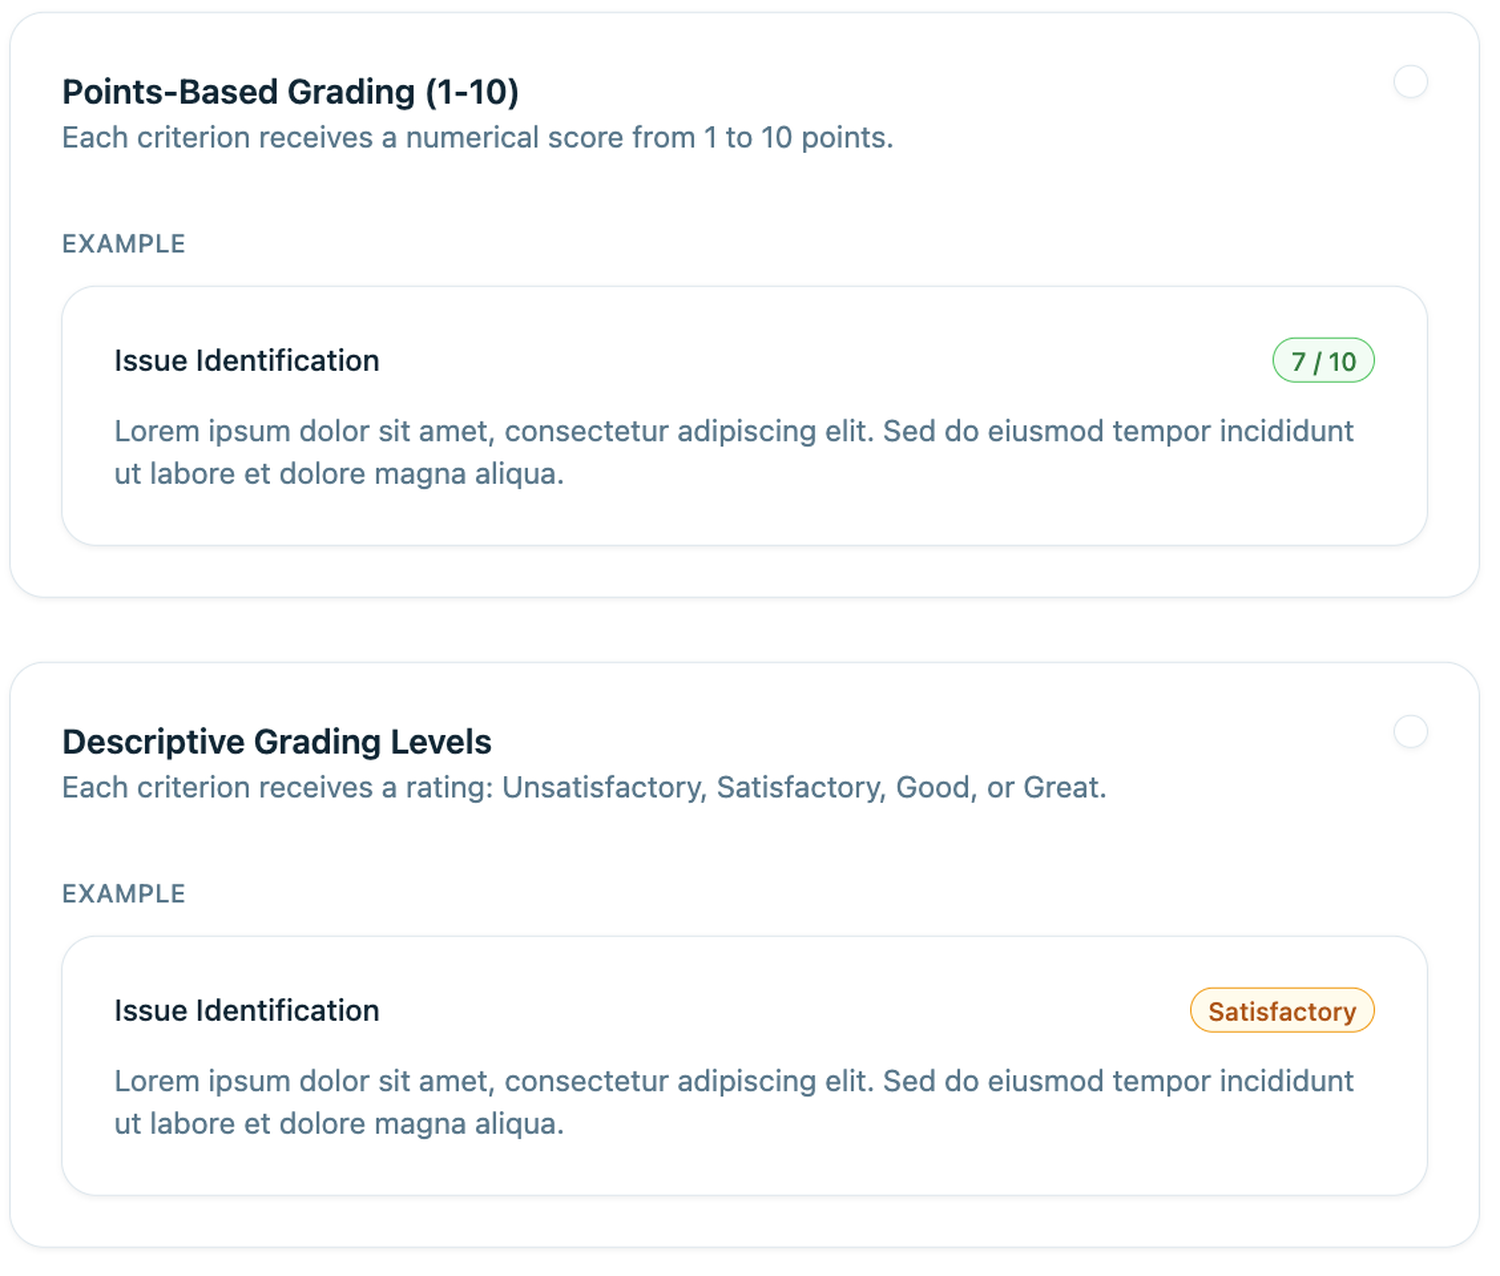 Points-Based Grading (1-10)
Each criterion receives a numerical score from 1 to 10 points.
EXAMPLE
Issue Identification
7 / 10
Lorem ipsum dolor sit amet, consectetur adipiscing elit. Sed do eiusmod tempor incididunt
ut labore et dolore magna aliqua.
Descriptive Grading Levels
Each criterion receives a rating: Unsatisfactory, Satisfactory, Good, or Great.
EXAMPLE
Issue Identification
Satisfactory
Lorem ipsum dolor sit amet, consectetur adipiscing elit. Sed do eiusmod tempor incididunt
ut labore et dolore magna aliqua.